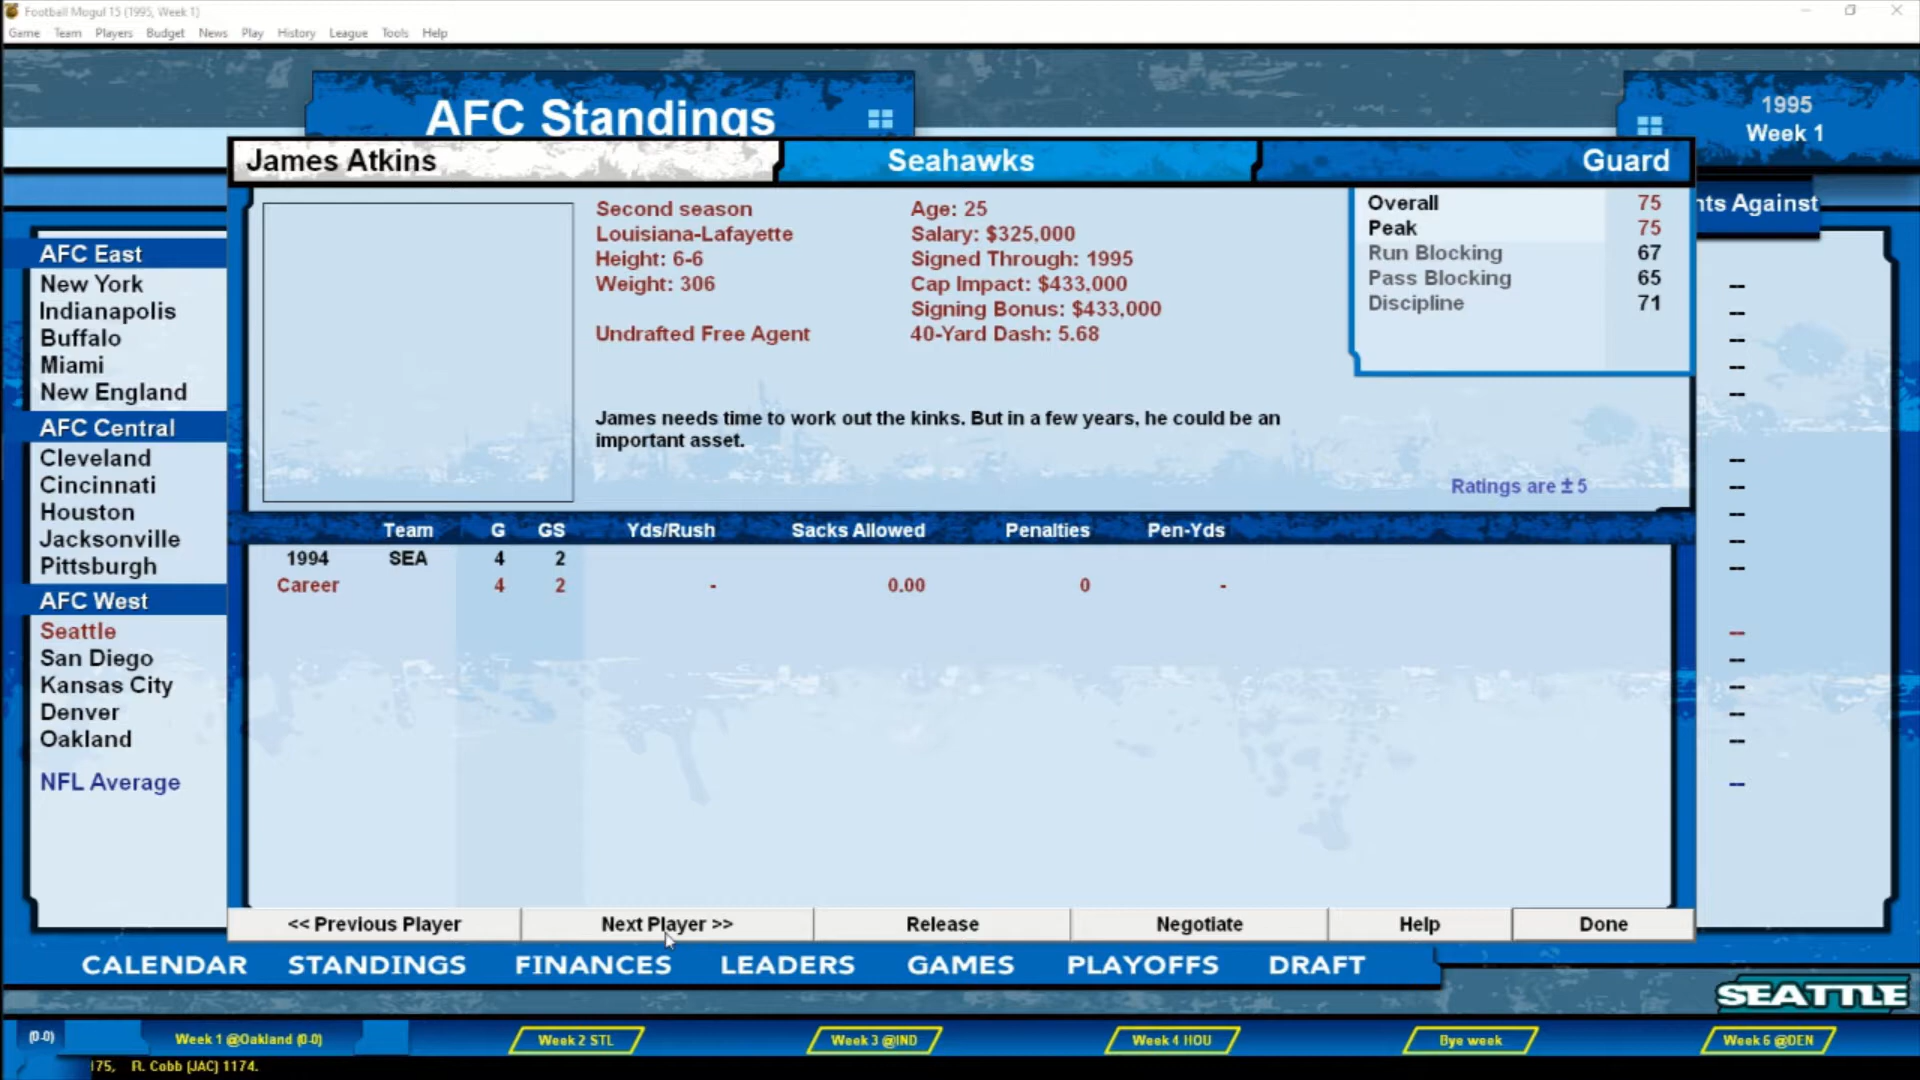 Football Mogul 15 (1995, Week 1)
Game Team Players Budget News Play History League Tools Help
AFC Standings
1995
Week 1
James Atkins Seahawks Guard
nts Against
Second season Age: 25
Louisiana-Lafayette Salary: $325,000
Height: 6-6 Signed Through: 1995
Weight: 306 Cap Impact: $433,000
Signing Bonus: $433,000
Undrafted Free Agent 40-Yard Dash: 5.68
Overall 75
Peak 75
Run Blocking 67
Pass Blocking 65
Discipline 71
James needs time to work out the kinks. But in a few years, he could be an
important asset.
Ratings are ± 5
Team G GS Yds/Rush Sacks Allowed Penalties Pen-Yds
1994 SEA 4 2
Career 4 2 - 0.00 0 -
AFC East
New York --
Indianapolis --
Buffalo --
Miami --
New England --
AFC Central
Cleveland --
Cincinnati --
Houston --
Jacksonville --
Pittsburgh --
AFC West
Seattle --
San Diego --
Kansas City --
Denver --
Oakland --
NFL Average --
<< Previous Player Next Player >> Release Negotiate Help Done
CALENDAR STANDINGS FINANCES LEADERS GAMES PLAYOFFS DRAFT
SEATTLE
(0-0) Week 1 @Oakland (0-0) Week 2 STL Week 3 @IND Week 4 HOU Bye week Week 6 @DEN
175, R. Cobb (JAC) 1174.